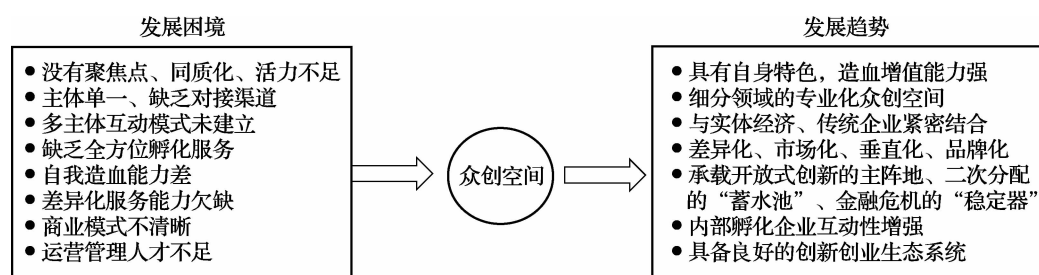 发展困境
● 没有聚焦点、同质化、活力不足
● 主体单一、缺乏对接渠道
● 多主体互动模式未建立
● 缺乏全方位孵化服务
● 自我造血能力差
● 差异化服务能力欠缺
● 商业模式不清晰
● 运营管理人才不足
众创空间
发展趋势
● 具有自身特色，造血增值能力强
● 细分领域的专业化众创空间
● 与实体经济、传统企业紧密结合
● 差异化、市场化、垂直化、品牌化
● 承载开放式创新的主阵地、二次分配
的“蓄水池”、金融危机的“稳定器”
● 内部孵化企业互动性增强
● 具备良好的创新创业生态系统